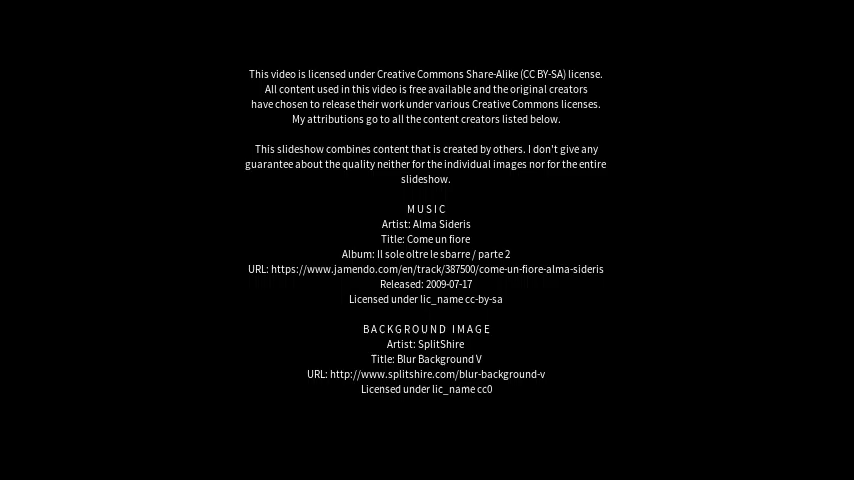 This video is licensed under Creative Commons Share-Alike (CC BY-SA) license.
All content used in this video is free available and the original creators
have chosen to release their work under various Creative Commons licenses.
My attributions go to all the content creators listed below.
This slideshow combines content that is created by others. I don't give any
guarantee about the quality neither for the individual images nor for the entire
slideshow.
MUSIC
Artist: Alma Sideris
Title: Come un fiore
Album: Il sole oltre le sbarre / parte 2
URL: https://www.jamendo.com/en/track/387500/come-un-fiore-alma-sideris
Released: 2009-07-17
Licensed under lic_name cc-by-sa
BACKGROUND IMAGE
Artist: SplitShire
Title: Blur Background V
URL: http://www.splitshire.com/blur-background-v
Licensed under lic_name cc0